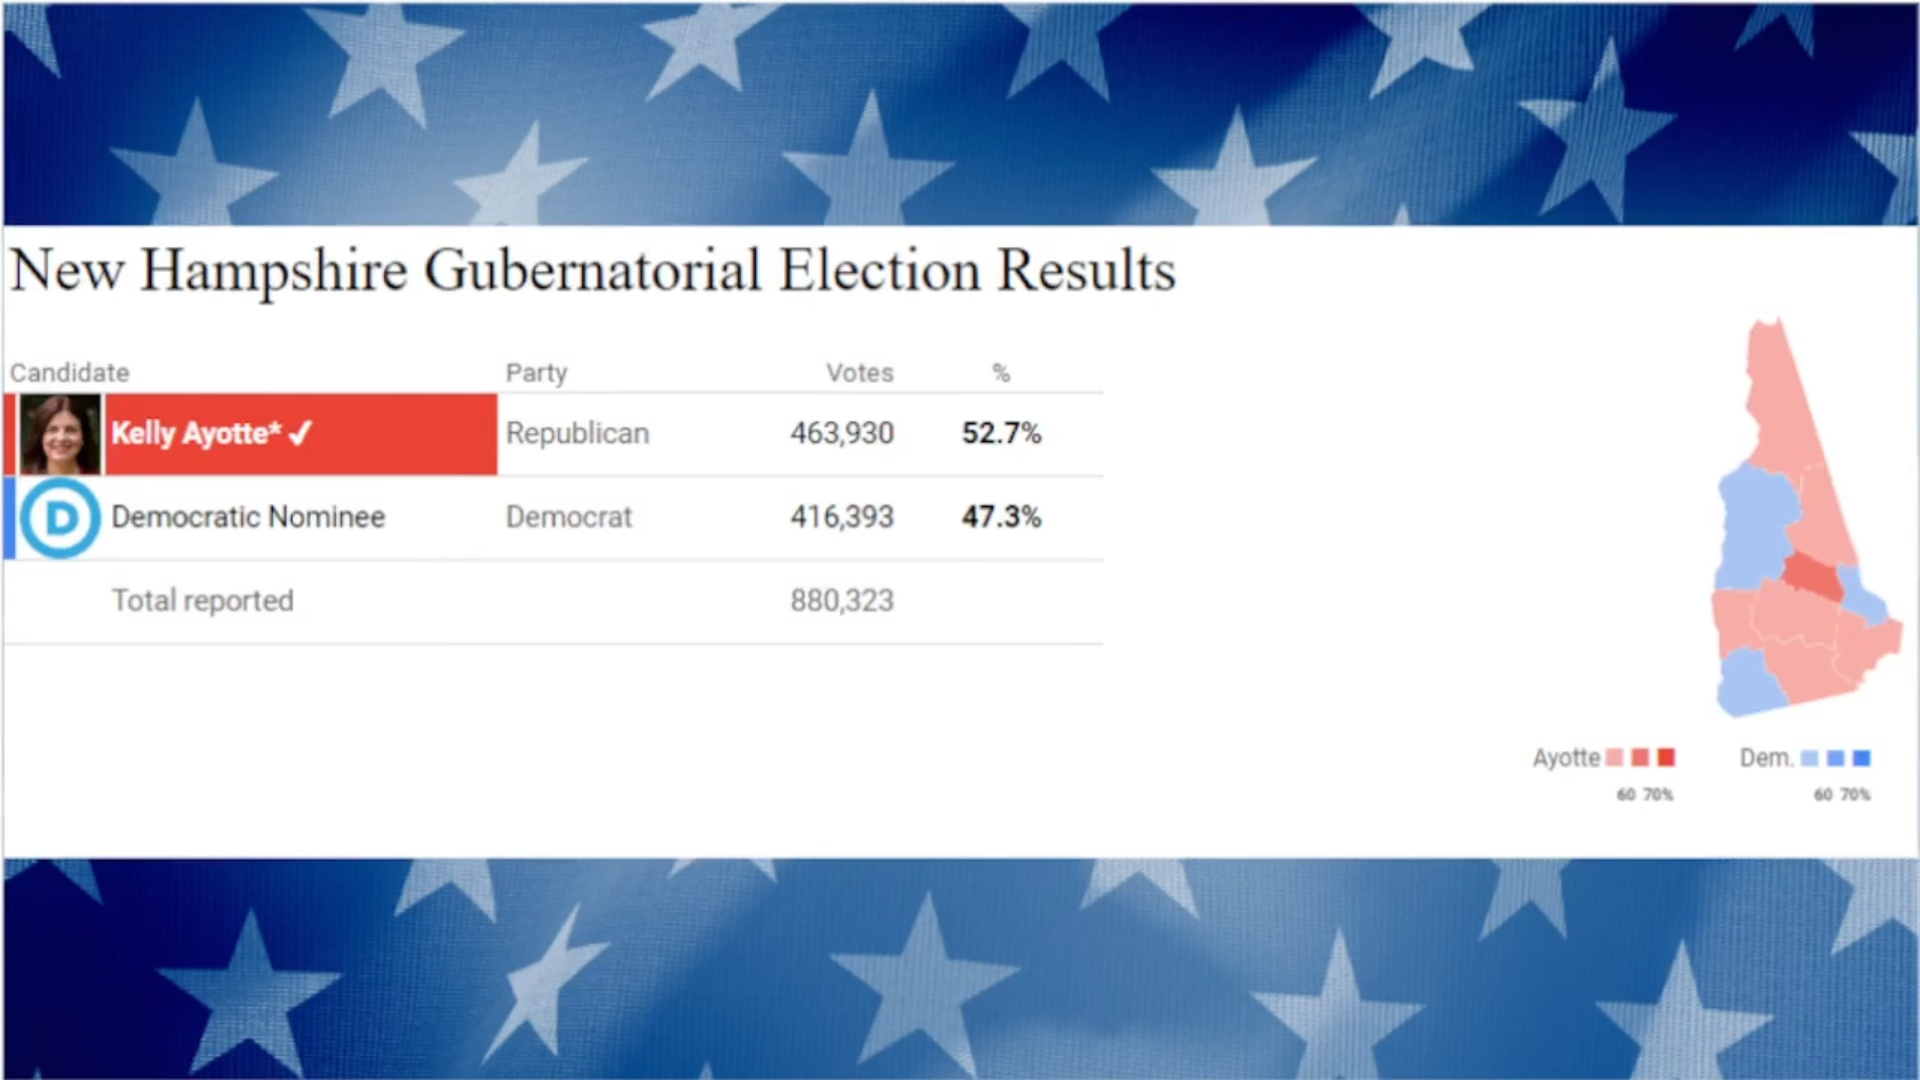 New Hampshire Gubernatorial Election Results
Candidate Party Votes %
Kelly Ayotte* ✓ Republican 463,930 52.7%
D Democratic Nominee Democrat 416,393 47.3%
Total reported 880,323
Ayotte Dem.
60 70% 60 70%